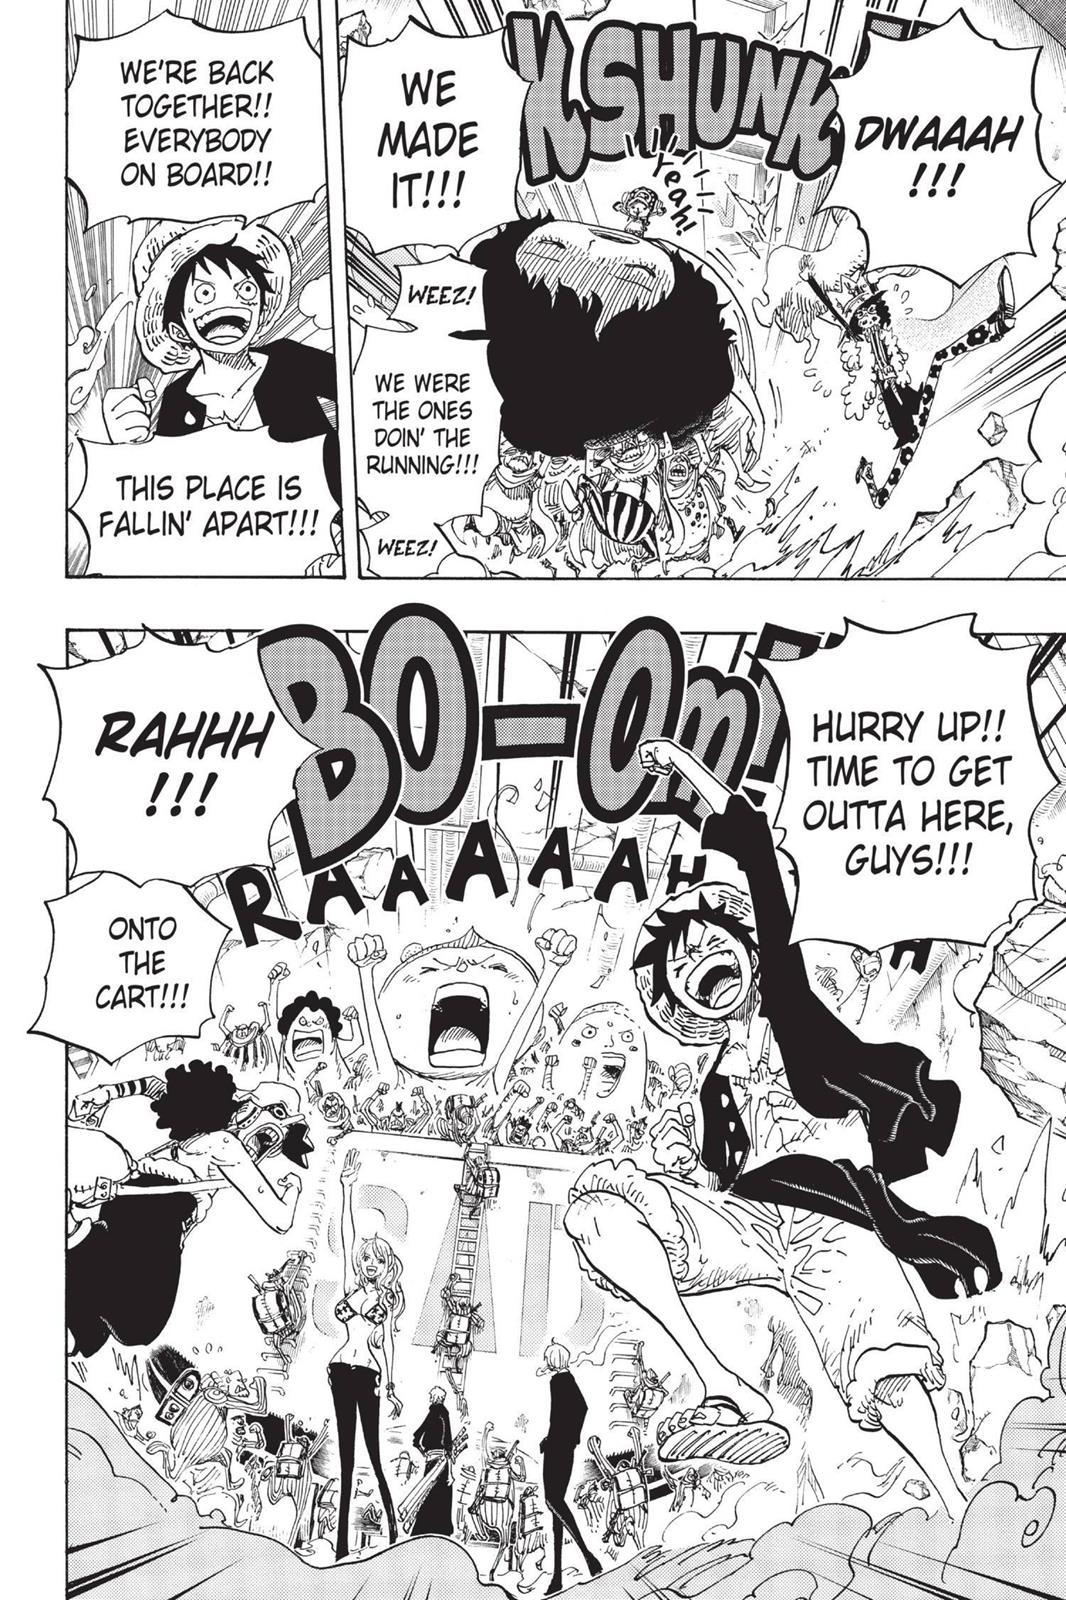 DWAAAH
!!!
KSHUNK
Yeah!
WE
MADE
IT!!!
WEEZ!
WE WERE
THE ONES
DOIN' THE
RUNNING!!!
WEEZ!
WE'RE BACK
TOGETHER!!
EVERYBODY
ON BOARD!!
THIS PLACE IS
FALLIN' APART!!!
HURRY UP!!
TIME TO GET
OUTTA HERE,
GUYS!!!
BO-OM!
RAAAAAAHH
RAHHH
!!!
ONTO
THE
CART!!!
CAD